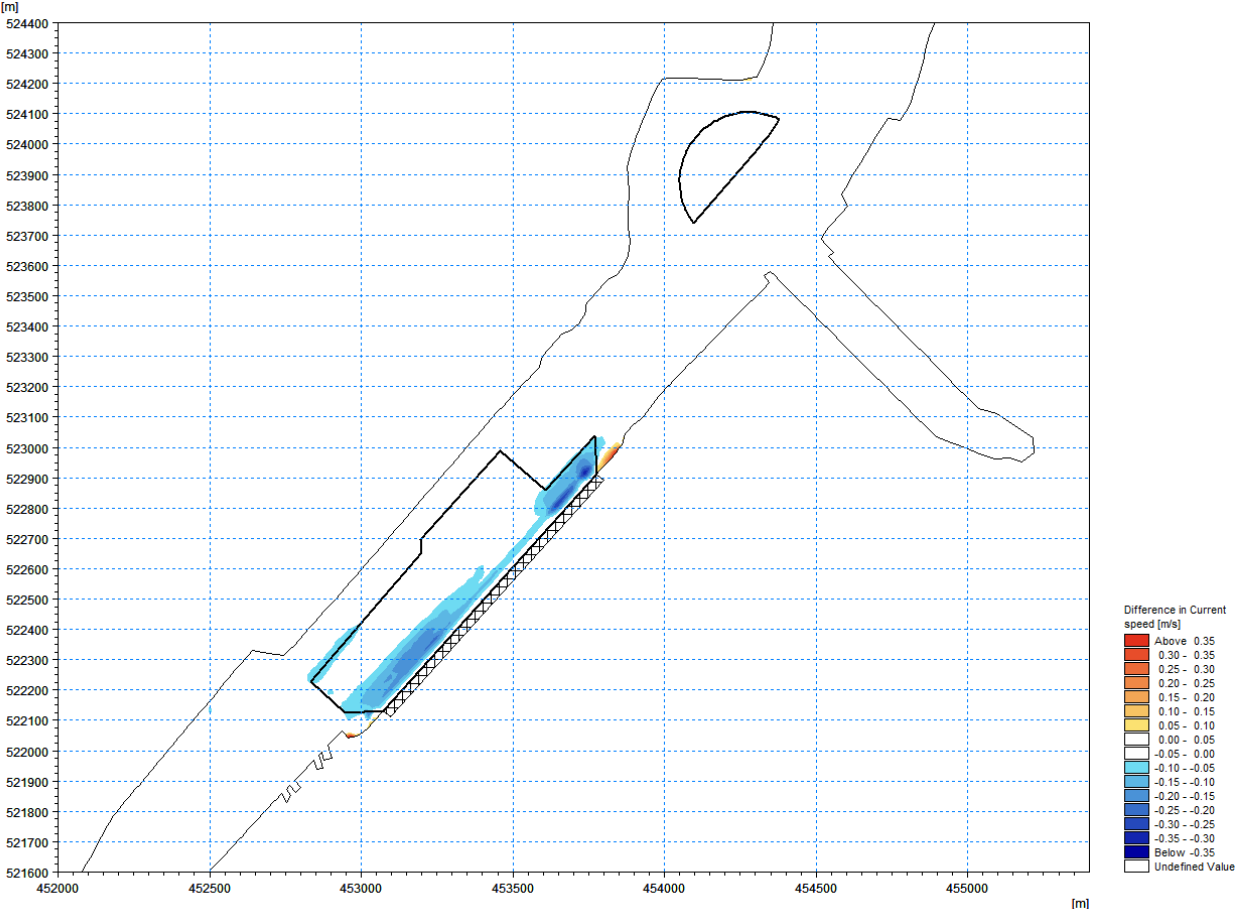 [m]
524400
524300
524200
524100
524000
523900
523800
523700
523600
523500
523400
523300
523200
523100
523000
522900
522800
522700
522600
522500
522400
522300
522200
522100
522000
521900
521800
521700
521600
452000 452500 453000 453500 454000 454500 455000
[m]
Difference in Current
speed [m/s]
Above 0.35
0.30 - 0.35
0.25 - 0.30
0.20 - 0.25
0.15 - 0.20
0.10 - 0.15
0.05 - 0.10
0.00 - 0.05
-0.05 - 0.00
-0.10 - -0.05
-0.15 - -0.10
-0.20 - -0.15
-0.25 - -0.20
-0.30 - -0.25
-0.35 - -0.30
Below -0.35
Undefined Value